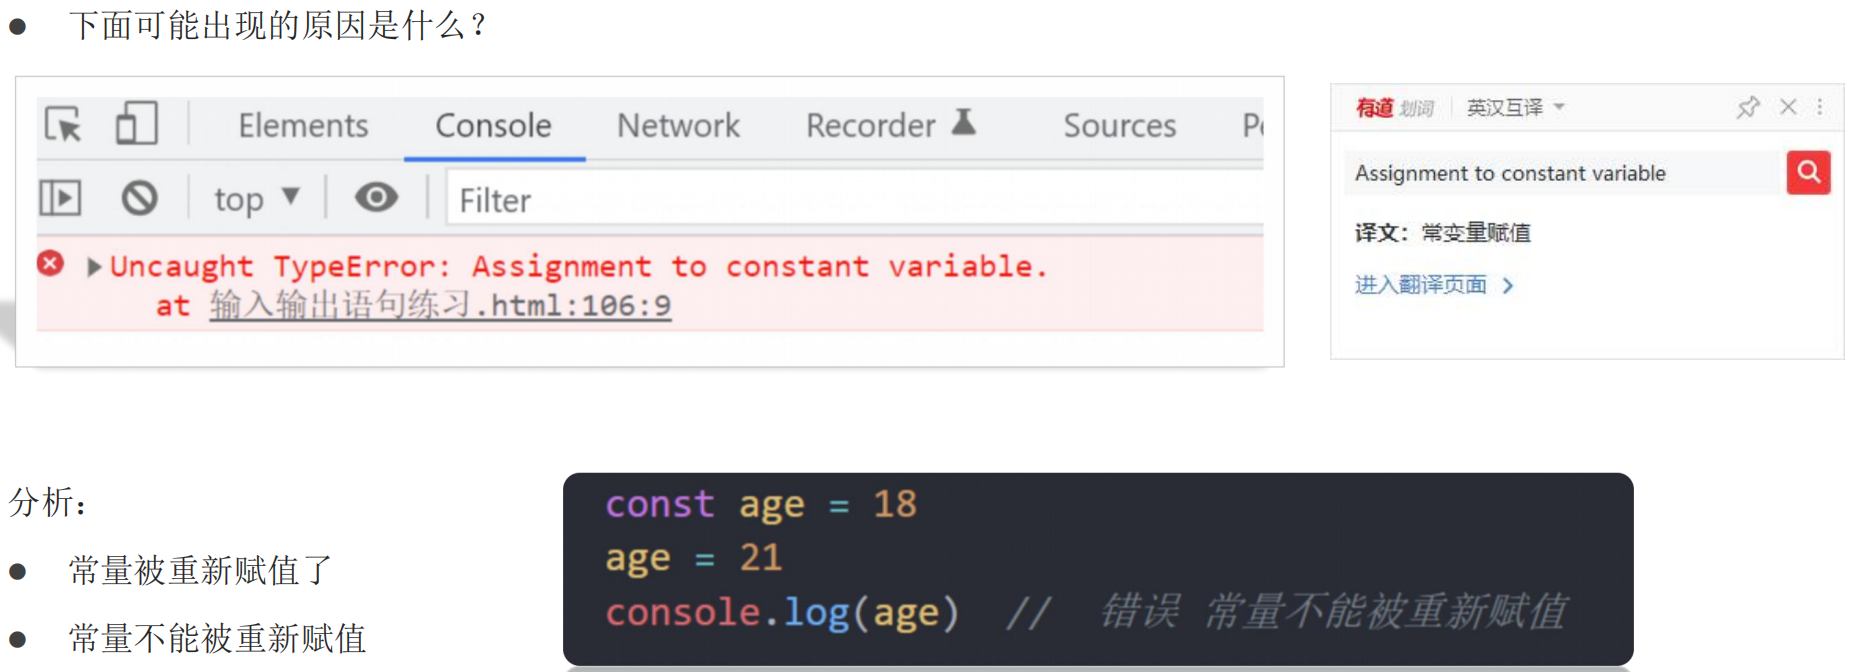 ● 下面可能出现的原因是什么？
Elements Console Network Recorder Sources
top ▼ Filter
▶Uncaught TypeError: Assignment to constant variable.
at 输入输出语句练习.html:106:9
有道 划词 英汉互译
Assignment to constant variable
译文：常变量赋值
进入翻译页面 >
分析：
● 常量被重新赋值了
● 常量不能被重新赋值
const age = 18
age = 21
console.log(age) // 错误 常量不能被重新赋值